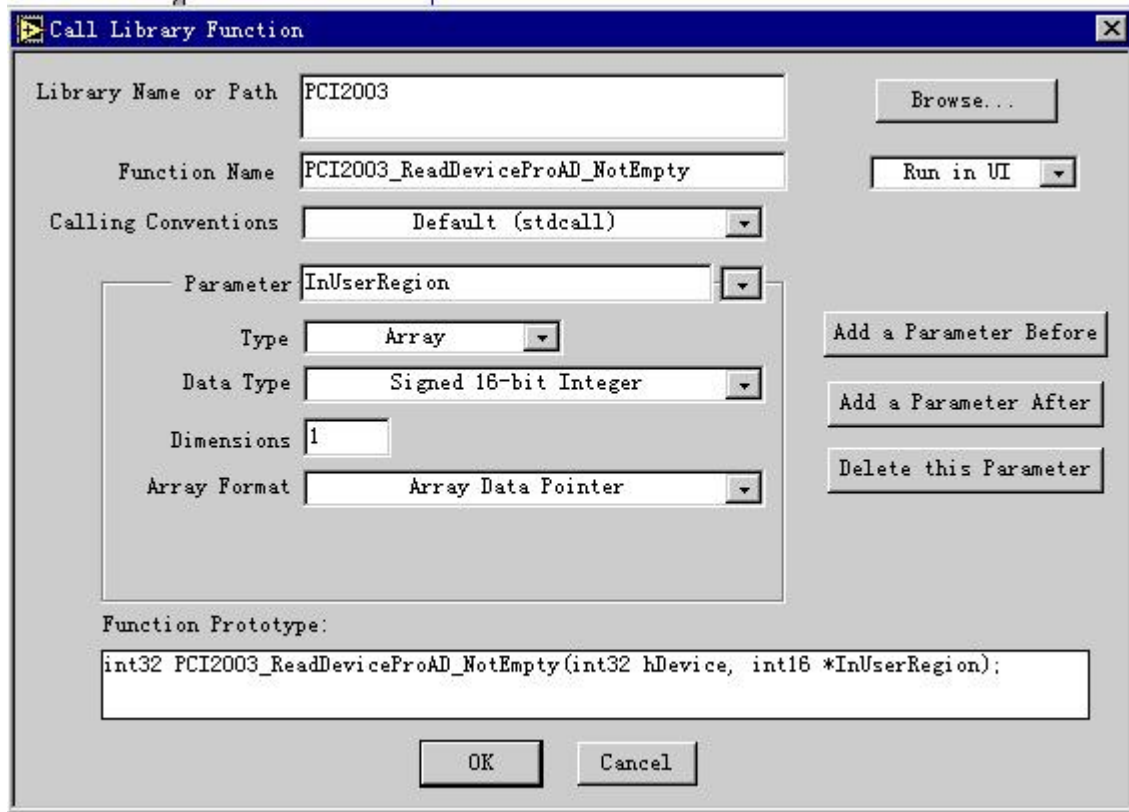 Call Library Function
Library Name or Path PCI2003 Browse...
Function Name PCI2003_ReadDeviceProAD_NotEmpty Run in UI
Calling Conventions Default (stdcall)
Parameter InUserRegion
Type Array Add a Parameter Before
Data Type Signed 16-bit Integer Add a Parameter After
Dimensions 1
Array Format Array Data Pointer Delete this Parameter
Function Prototype:
int32 PCI2003_ReadDeviceProAD_NotEmpty(int32 hDevice, int16 *InUserRegion);
OK Cancel